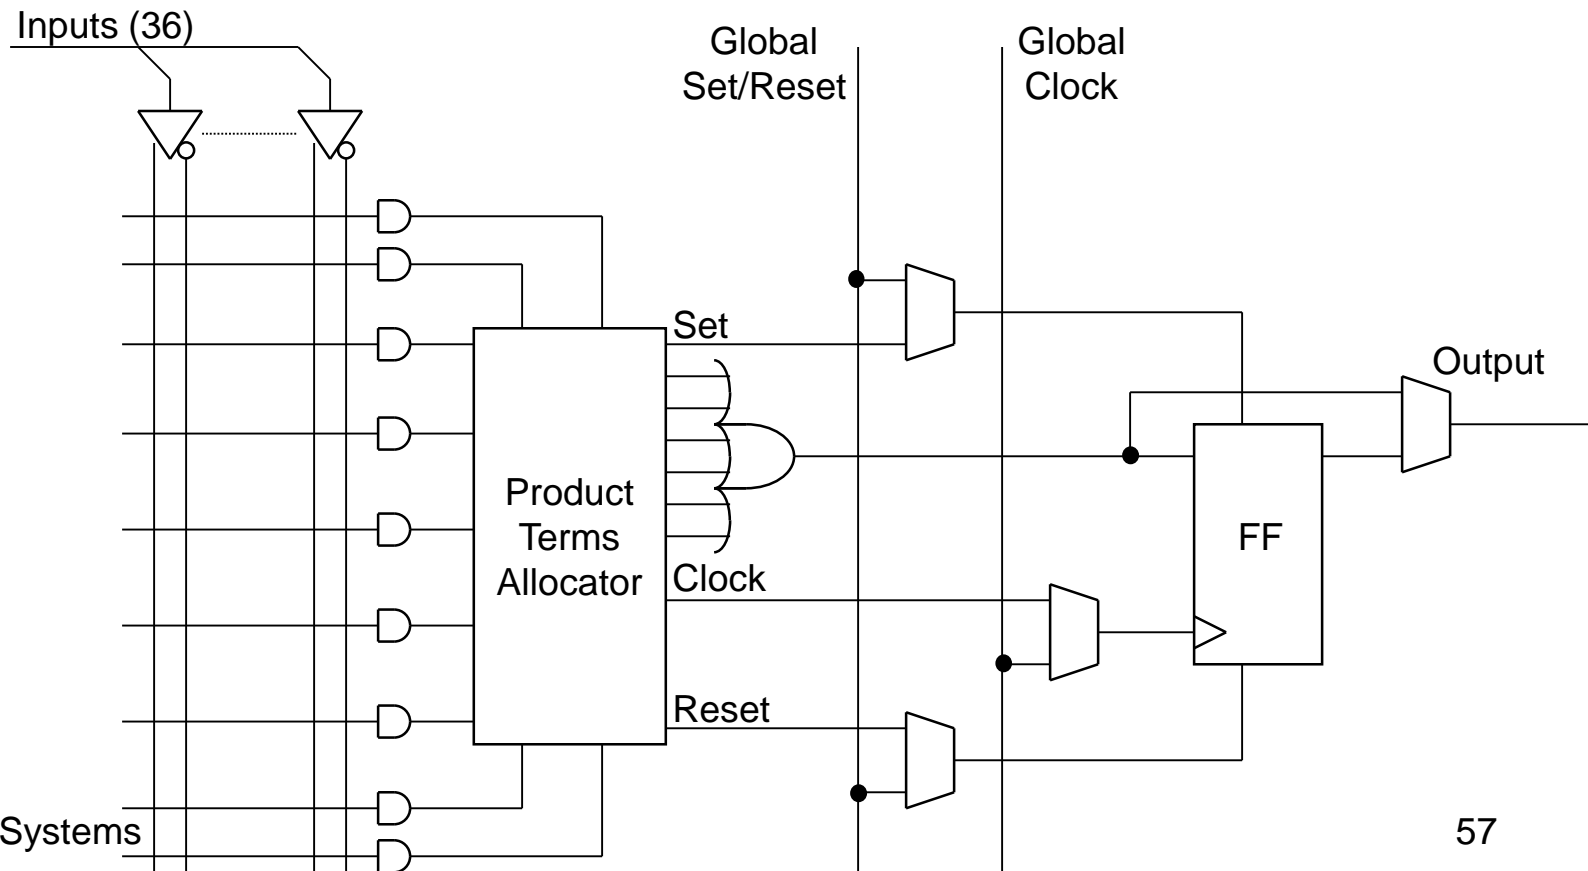 Inputs (36)
Global
Set/Reset
Global
Clock
Set
Output
Product
Terms
Allocator
FF
Clock
Reset
Systems
57